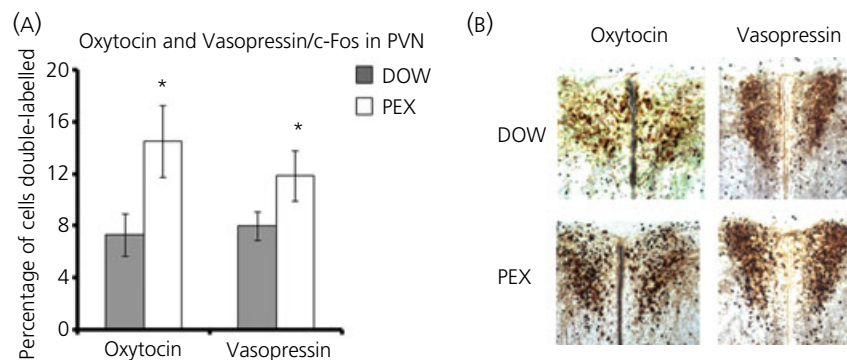 (A)
Oxytocin and Vasopressin/c-Fos in PVN
Percentage of cells double-labelled
20
16
12
8
4
0
*
*
DOW
PEX
Oxytocin
Vasopressin
(B)
Oxytocin
Vasopressin
DOW
PEX